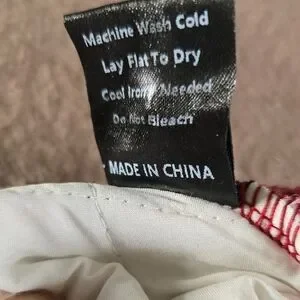 Machine Wash Cold
Lay Flat To Dry
Cool Iron Needed
Do Not Bleach
MADE IN CHINA